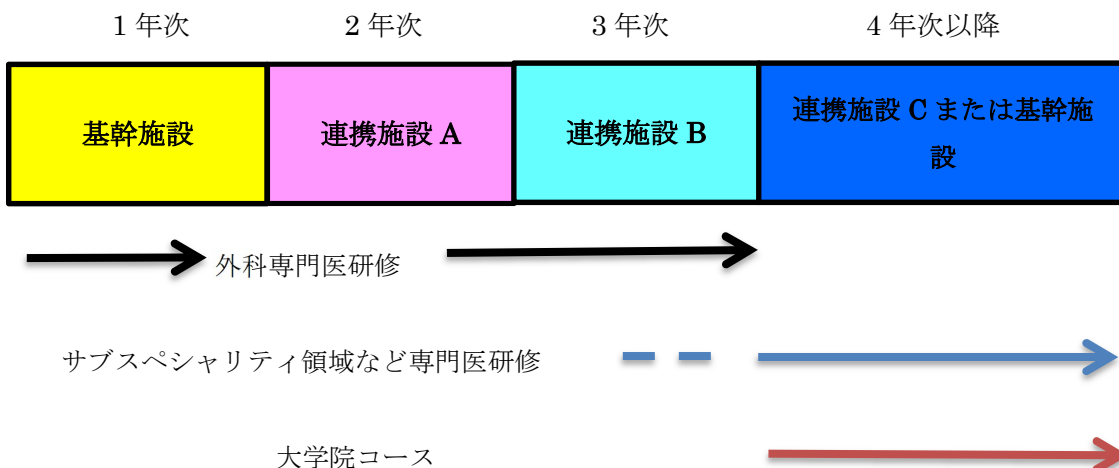 1 年次 2 年次 3 年次 4 年次以降
基幹施設 連携施設 A 連携施設 B 連携施設 C または基幹施
設
外科専門医研修
サブスペシャリティ領域など専門医研修
大学院コース